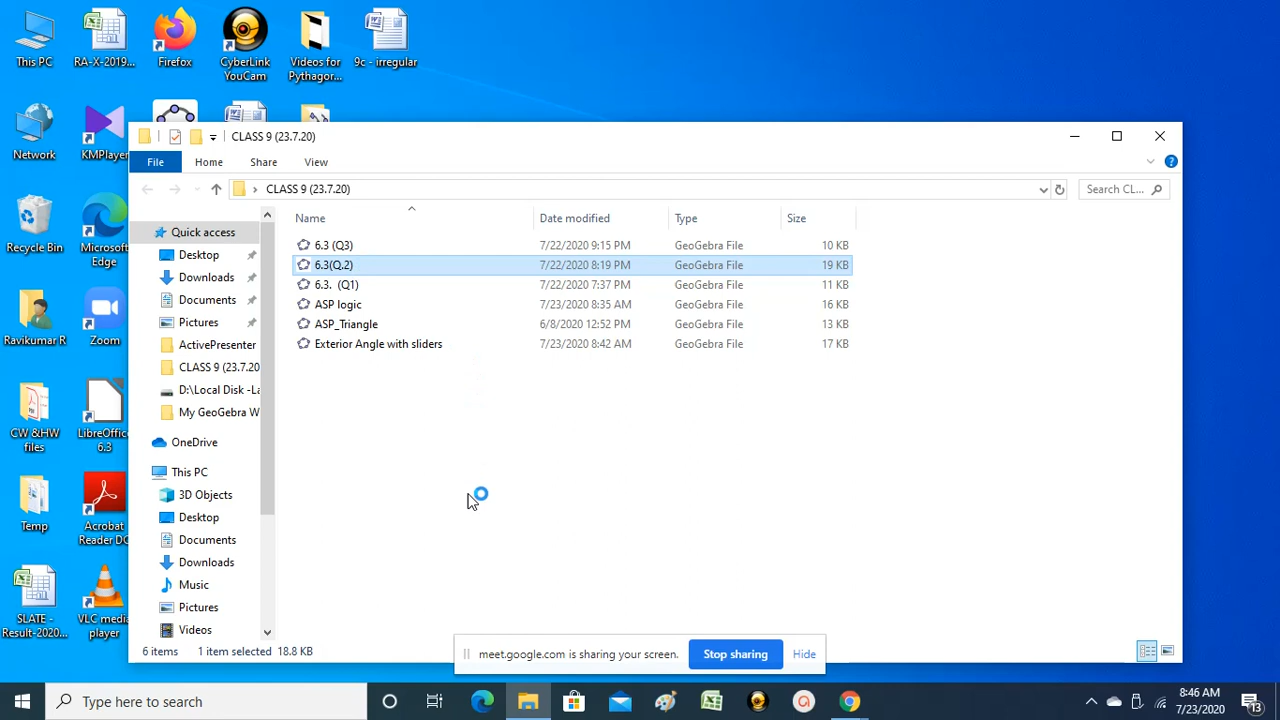 This PC
RA-X-2019...
Firefox
CyberLink
YouCam
Videos for
Pythagor...
9c - irregular
Network
KMPlayer
Recycle Bin
Microsoft
Edge
Ravikumar R
Zoom
CW &HW
files
LibreOffice
6.3
Temp
Acrobat
Reader DC
SLATE -
Result-2020...
VLC media
player
CLASS 9 (23.7.20)
File Home Share View
CLASS 9 (23.7.20)
Search CL...
Name Date modified Type Size
6.3 (Q3) 7/22/2020 9:15 PM GeoGebra File 10 KB
6.3(Q.2) 7/22/2020 8:19 PM GeoGebra File 19 KB
6.3. (Q1) 7/22/2020 7:37 PM GeoGebra File 11 KB
ASP logic 7/23/2020 8:35 AM GeoGebra File 16 KB
ASP_Triangle 6/8/2020 12:52 PM GeoGebra File 13 KB
Exterior Angle with sliders 7/23/2020 8:42 AM GeoGebra File 17 KB
Quick access
Desktop
Downloads
Documents
Pictures
ActivePresenter
CLASS 9 (23.7.20
D:\Local Disk -La
My GeoGebra W
OneDrive
This PC
3D Objects
Desktop
Documents
Downloads
Music
Pictures
Videos
6 items 1 item selected 18.8 KB
meet.google.com is sharing your screen. Stop sharing Hide
Type here to search
8:46 AM
7/23/2020
13